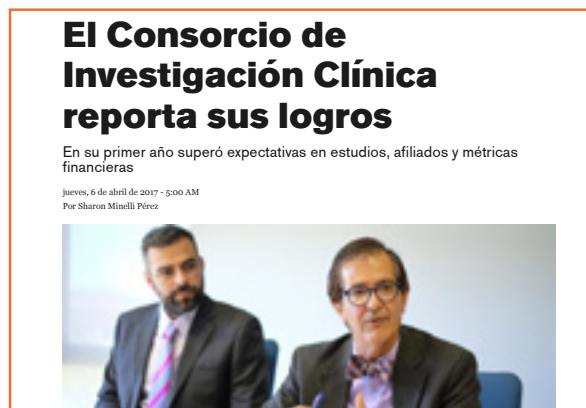 El Consorcio de
Investigación Clínica
reporta sus logros
En su primer año superó expectativas en estudios, afiliados y métricas
financieras
jueves, 6 de abril de 2017 - 5:00 AM
Por Sharon Minelli Pérez